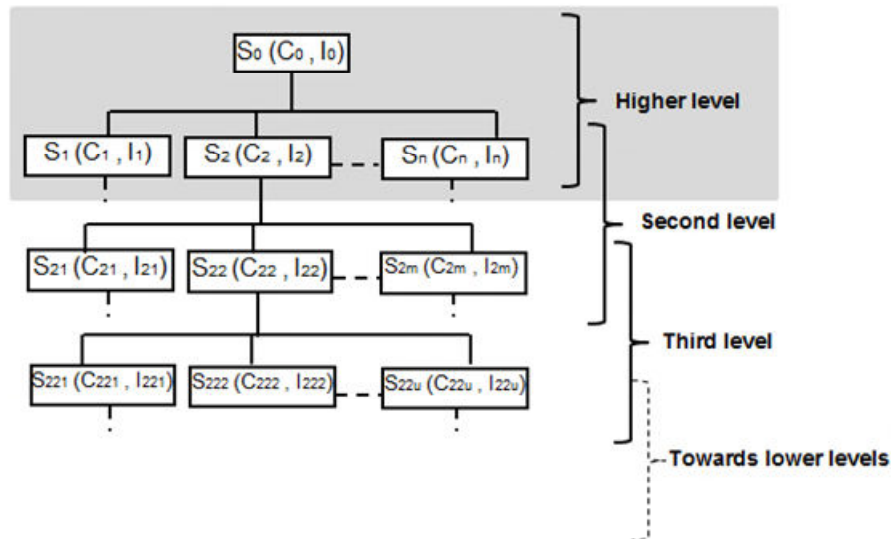 S0 (C0 , I0)
Higher level
S1 (C1 , I1) S2 (C2 , I2) Sn (Cn , In)
Second level
S21 (C21 , I21) S22 (C22 , I22) S2m (C2m , I2m)
Third level
S221 (C221 , I221) S222 (C222 , I222) S22u (C22u , I22u)
Towards lower levels